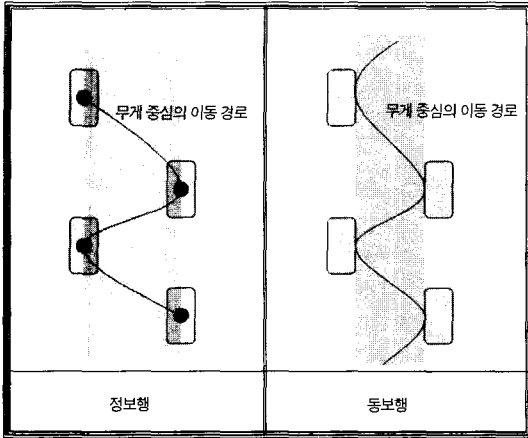 무게 중심의 이동 경로
무게 중심의 이동 경로
정보행
동보행